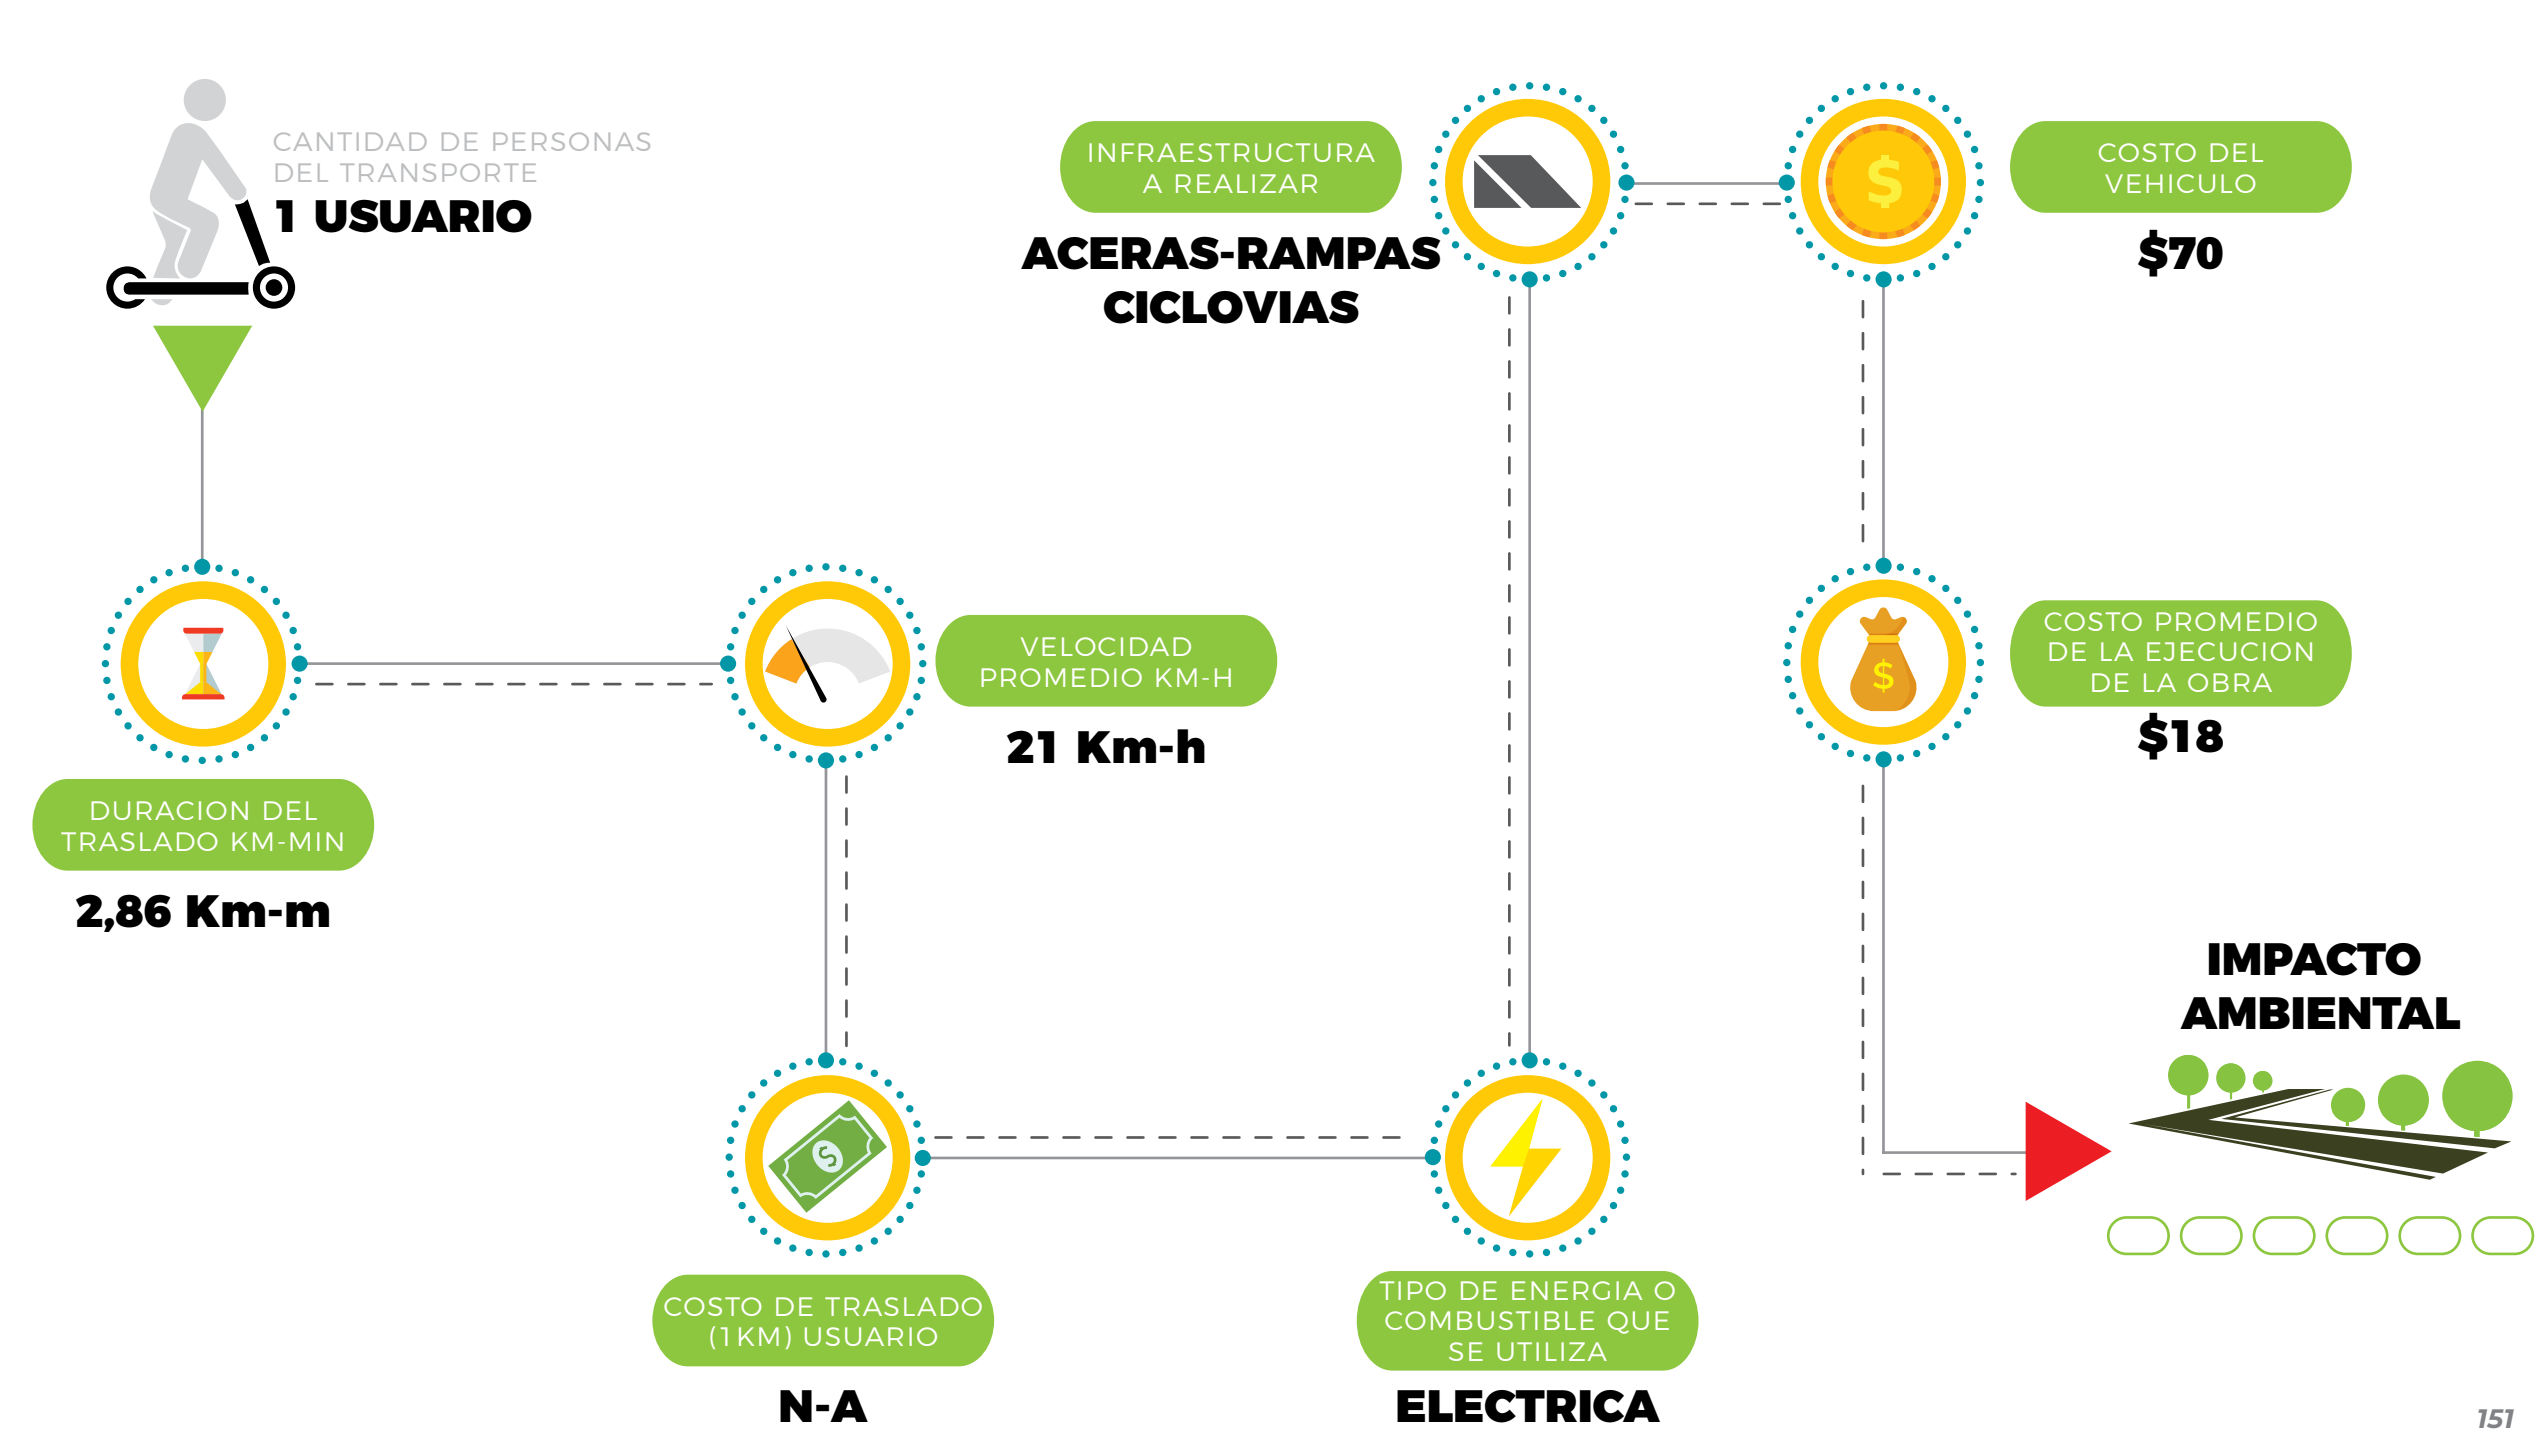 CANTIDAD DE PERSONAS
DEL TRANSPORTE
1 USUARIO
DURACION DEL
TRASLADO KM-MIN
2,86 Km-m
VELOCIDAD
PROMEDIO KM-H
21 Km-h
COSTO DE TRASLADO
(1KM) USUARIO
N-A
TIPO DE ENERGIA O
COMBUSTIBLE QUE
SE UTILIZA
ELECTRICA
INFRAESTRUCTURA
A REALIZAR
ACERAS-RAMPAS
CICLOVIAS
$
COSTO DEL
VEHICULO
$70
$
COSTO PROMEDIO
DE LA EJECUCION
DE LA OBRA
$18
IMPACTO
AMBIENTAL
151